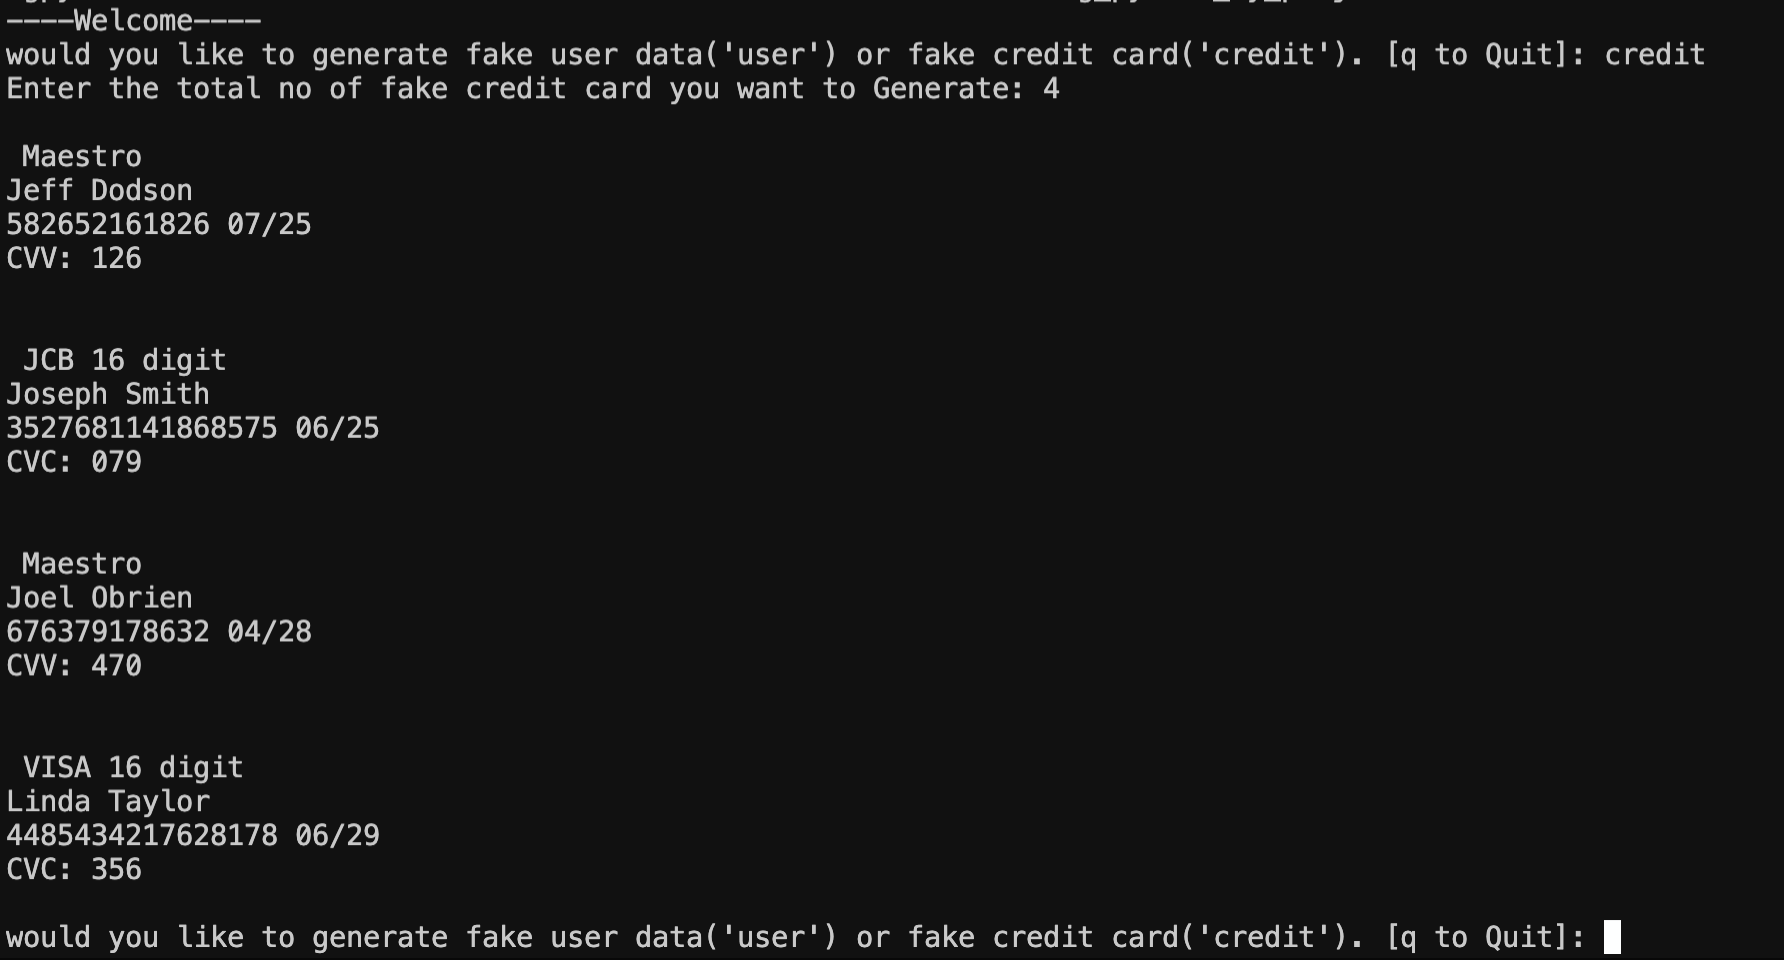 ----Welcome----
would you like to generate fake user data('user') or fake credit card('credit'). [q to Quit]: credit
Enter the total no of fake credit card you want to Generate: 4
Maestro
Jeff Dodson
582652161826 07/25
CVV: 126
JCB 16 digit
Joseph Smith
3527681141868575 06/25
CVC: 079
Maestro
Joel Obrien
676379178632 04/28
CVV: 470
VISA 16 digit
Linda Taylor
4485434217628178 06/29
CVC: 356
would you like to generate fake user data('user') or fake credit card('credit'). [q to Quit]: